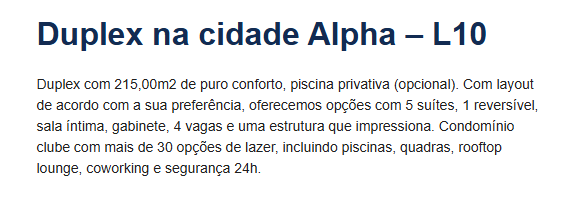 Duplex na cidade Alpha – L10
Duplex com 215,00m2 de puro conforto, piscina privativa (opcional). Com layout
de acordo com a sua preferência, oferecemos opções com 5 suítes, 1 reversível,
sala íntima, gabinete, 4 vagas e uma estrutura que impressiona. Condomínio
clube com mais de 30 opções de lazer, incluindo piscinas, quadras, rooftop
lounge, coworking e segurança 24h.